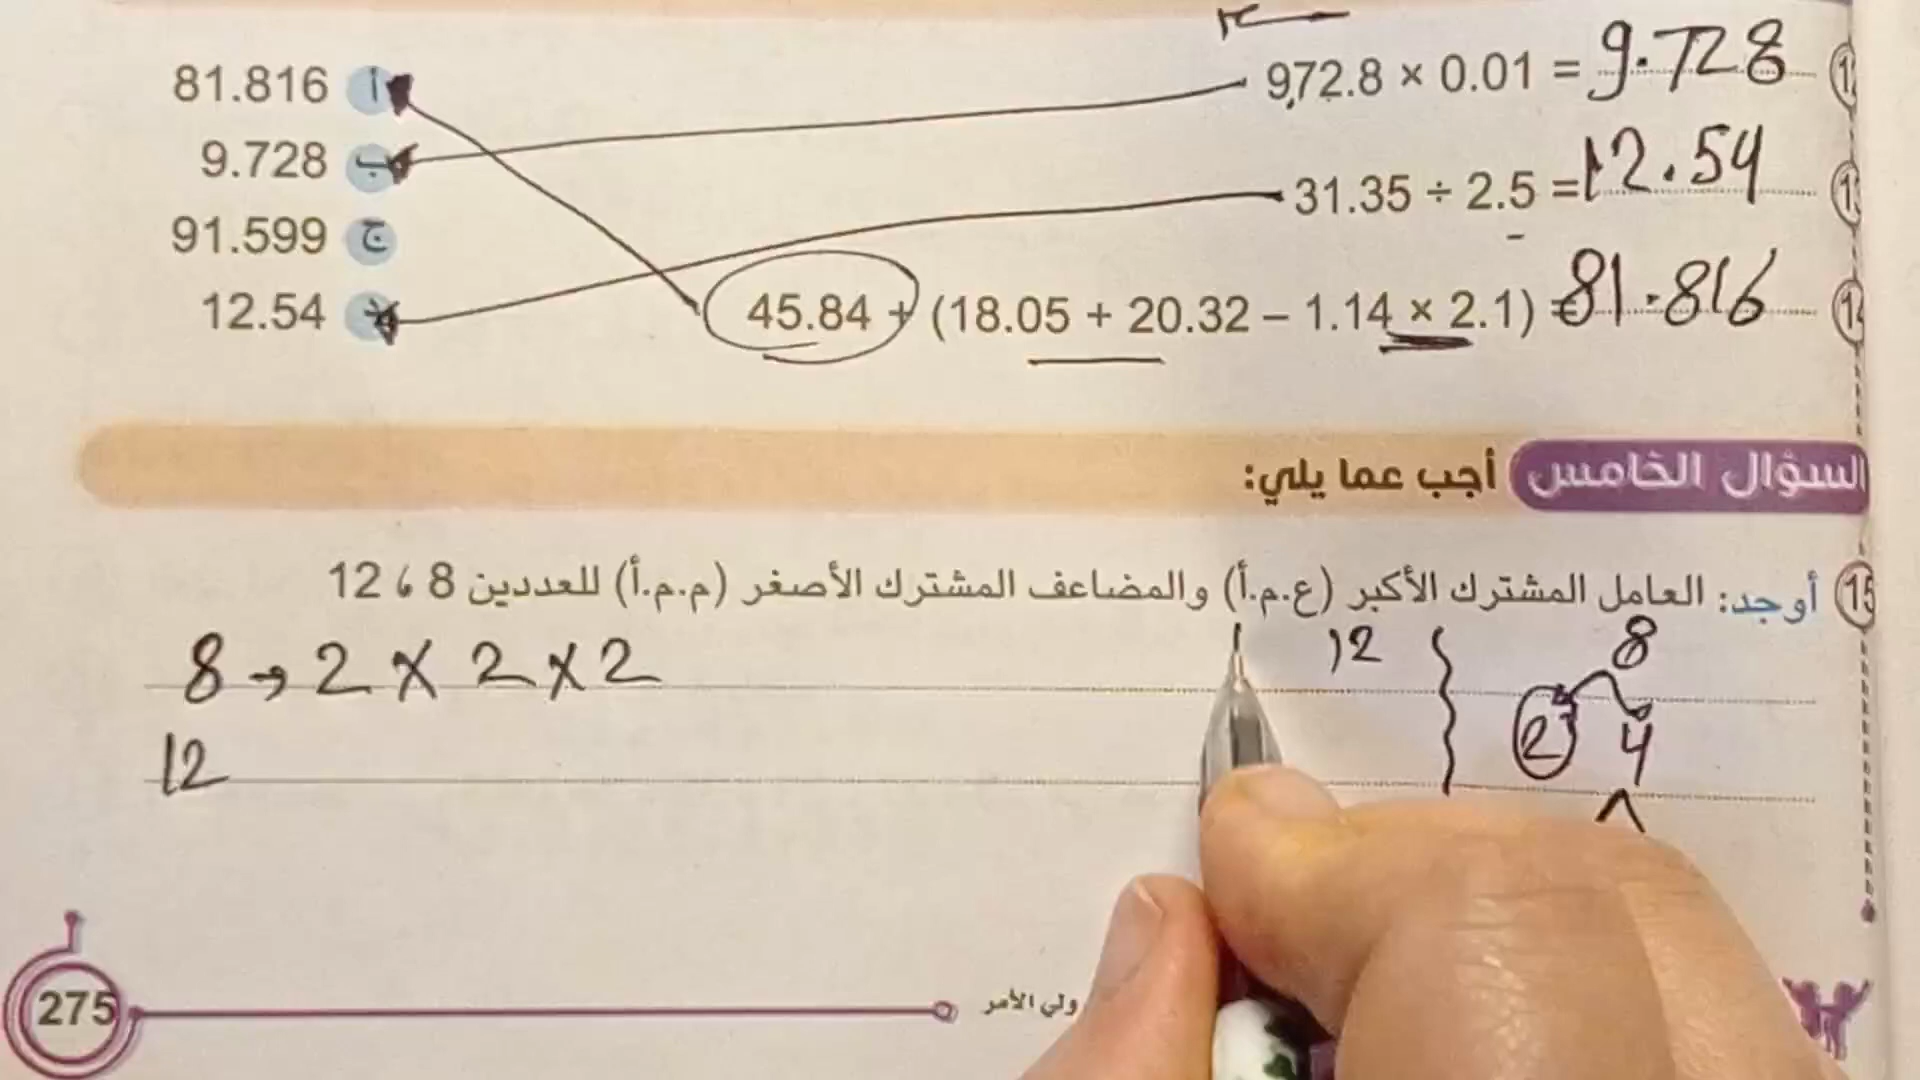 972.8 × 0.01 = 9.728
31.35 ÷ 2.5 = 12.54
45.84 + (18.05 + 20.32 – 1.14 × 2.1) = 81.816
أ 81.816
ب 9.728
ج 91.599
12.54
السؤال الخامس أجب عما يلي:
15 أوجد: العامل المشترك الأكبر (ع.م.أ) والمضاعف المشترك الأصغر (م.م.أ) للعددين 8 ، 12
8 → 2 × 2 × 2
12
12
8
2 4
ولي الأمر
275